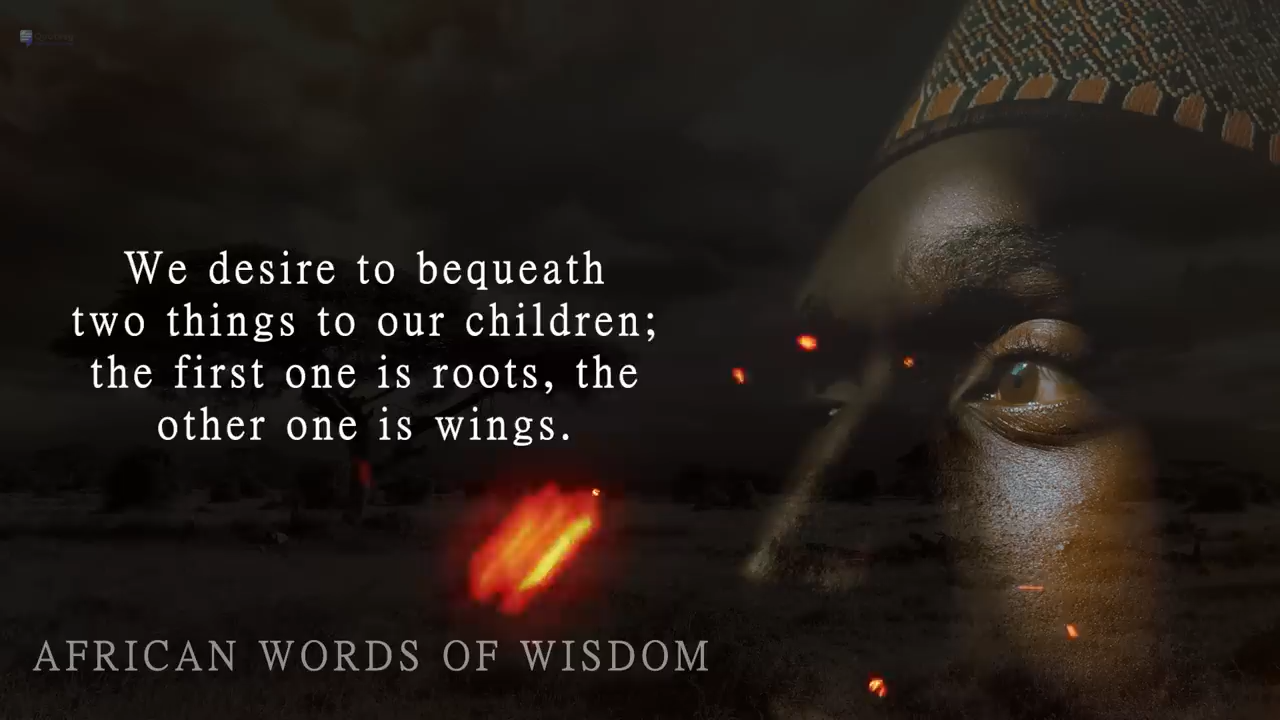 We desire to bequeath
two things to our children;
the first one is roots, the
other one is wings.
AFRICAN WORDS OF WISDOM